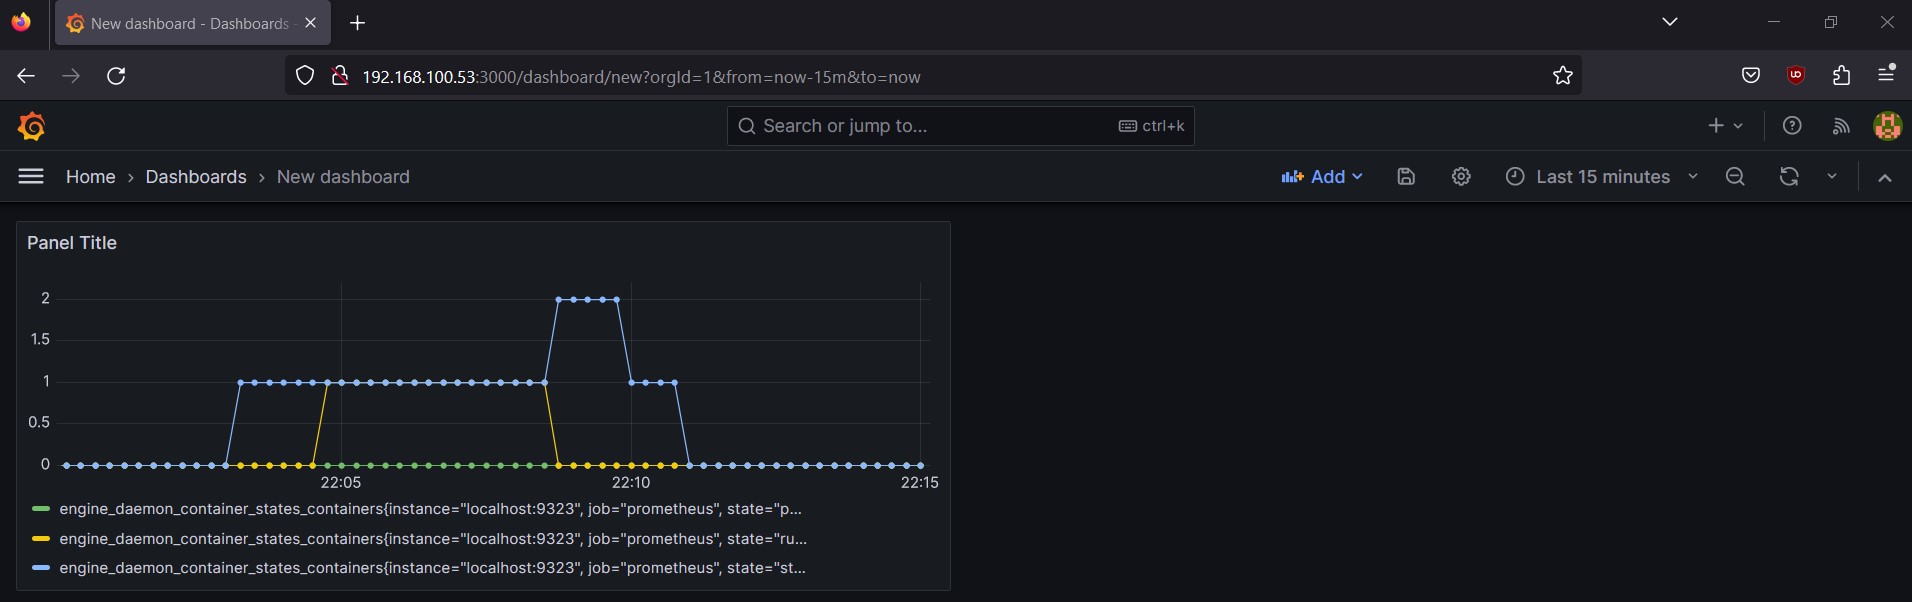 New dashboard - Dashboards -
192.168.100.53:3000/dashboard/new?orgId=1&from=now-15m&to=now
Search or jump to... ctrl+k
Home › Dashboards › New dashboard
Add
Last 15 minutes
Panel Title
2
1.5
1
0.5
0
22:05 22:10 22:15
engine_daemon_container_states_containers{instance="localhost:9323", job="prometheus", state="p...
engine_daemon_container_states_containers{instance="localhost:9323", job="prometheus", state="ru...
engine_daemon_container_states_containers{instance="localhost:9323", job="prometheus", state="st...